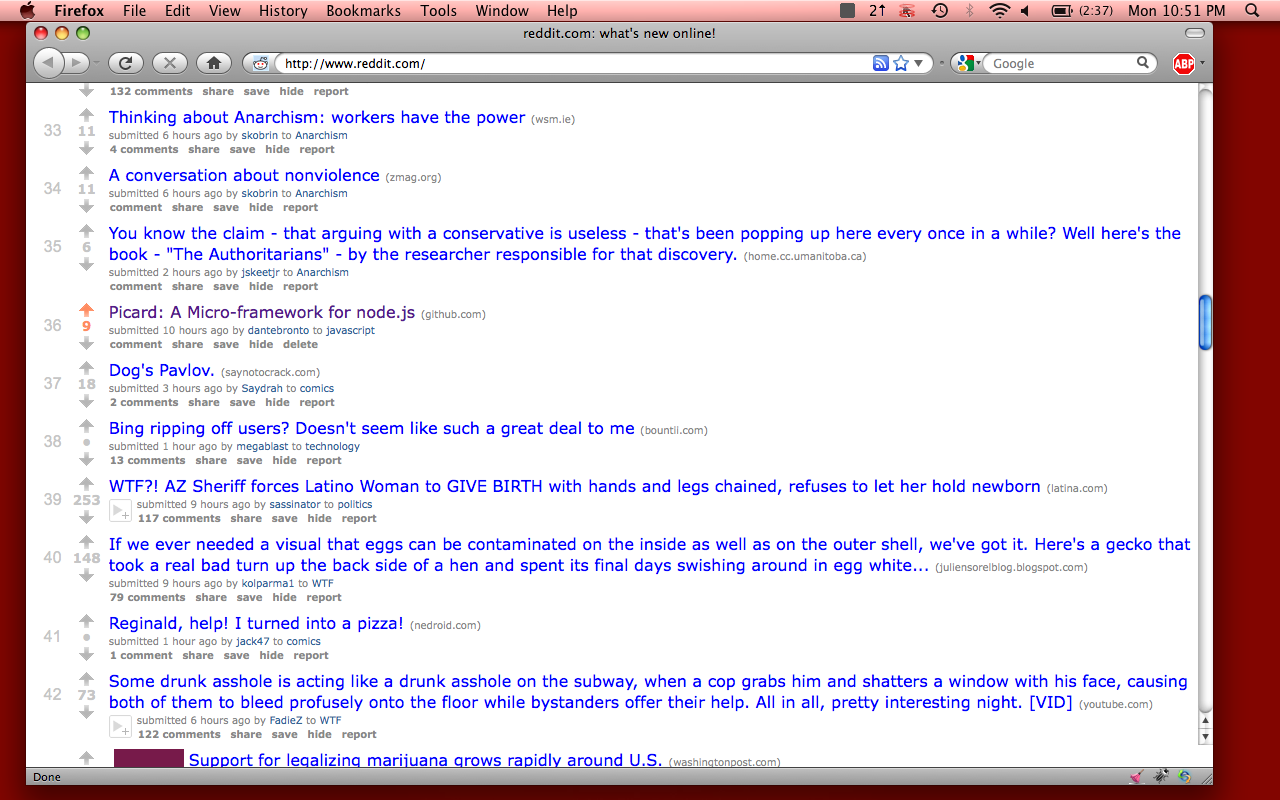 Firefox File Edit View History Bookmarks Tools Window Help 2↑ (2:37) Mon 10:51 PM
reddit.com: what's new online!
http://www.reddit.com/ Google ABP
132 comments share save hide report
33 11 Thinking about Anarchism: workers have the power (wsm.ie)
submitted 6 hours ago by skobrin to Anarchism
4 comments share save hide report
34 11 A conversation about nonviolence (zmag.org)
submitted 6 hours ago by skobrin to Anarchism
comment share save hide report
35 6 You know the claim - that arguing with a conservative is useless - that's been popping up here every once in a while? Well here's the
book - "The Authoritarians" - by the researcher responsible for that discovery. (home.cc.umanitoba.ca)
submitted 2 hours ago by jskeetjr to Anarchism
comment share save hide report
36 9 Picard: A Micro-framework for node.js (github.com)
submitted 10 hours ago by dantebronto to javascript
comment share save hide delete
37 18 Dog's Pavlov. (saynotocrack.com)
submitted 3 hours ago by Saydrah to comics
2 comments share save hide report
38 • Bing ripping off users? Doesn't seem like such a great deal to me (bountii.com)
submitted 1 hour ago by megablast to technology
13 comments share save hide report
39 253 WTF?! AZ Sheriff forces Latino Woman to GIVE BIRTH with hands and legs chained, refuses to let her hold newborn (latina.com)
submitted 9 hours ago by sassinator to politics
117 comments share save hide report
40 148 If we ever needed a visual that eggs can be contaminated on the inside as well as on the outer shell, we've got it. Here's a gecko that
took a real bad turn up the back side of a hen and spent its final days swishing around in egg white... (juliensorelblog.blogspot.com)
submitted 9 hours ago by kolparma1 to WTF
79 comments share save hide report
41 • Reginald, help! I turned into a pizza! (nedroid.com)
submitted 1 hour ago by jack47 to comics
1 comment share save hide report
42 73 Some drunk asshole is acting like a drunk asshole on the subway, when a cop grabs him and shatters a window with his face, causing
both of them to bleed profusely onto the floor while bystanders offer their help. All in all, pretty interesting night. [VID] (youtube.com)
submitted 6 hours ago by FadieZ to WTF
122 comments share save hide report
Support for legalizing marijuana grows rapidly around U.S. (washingtonpost.com)
Done